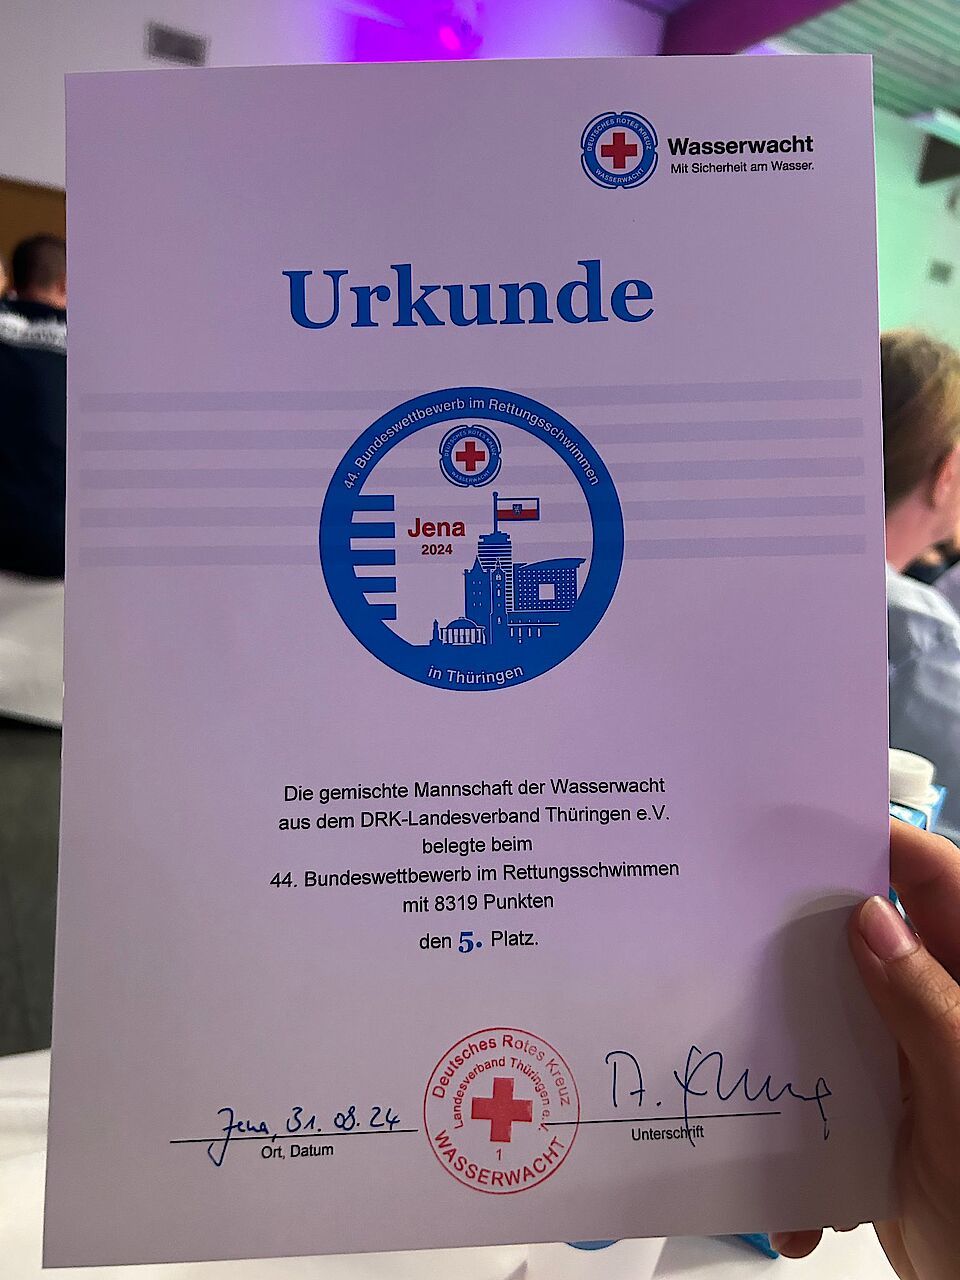 DEUTSCHES ROTES KREUZ
WASSERWACHT
Wasserwacht
Mit Sicherheit am Wasser.
Urkunde
44. Bundeswettbewerb im Rettungsschwimmen
DEUTSCHES ROTES KREUZ
WASSERWACHT
Jena
2024
in Thüringen
Die gemischte Mannschaft der Wasserwacht
aus dem DRK-Landesverband Thüringen e.V.
belegte beim
44. Bundeswettbewerb im Rettungsschwimmen
mit 8319 Punkten
den 5. Platz.
Deutsches Rotes Kreuz
Landesverband Thüringen e.V.
1
WASSERWACHT
Jena, 31. 08. 24
Ort, Datum
Unterschrift